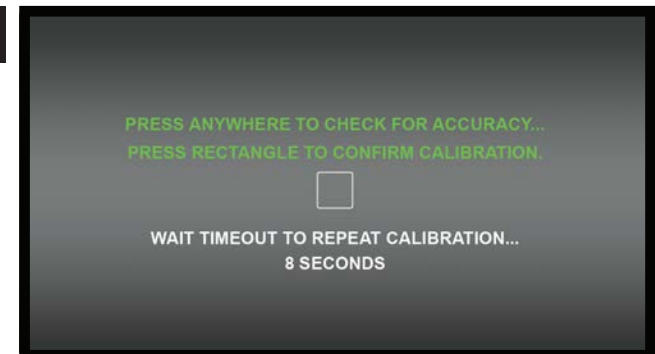 PRESS ANYWHERE TO CHECK FOR ACCURACY...
PRESS RECTANGLE TO CONFIRM CALIBRATION.
WAIT TIMEOUT TO REPEAT CALIBRATION...
8 SECONDS